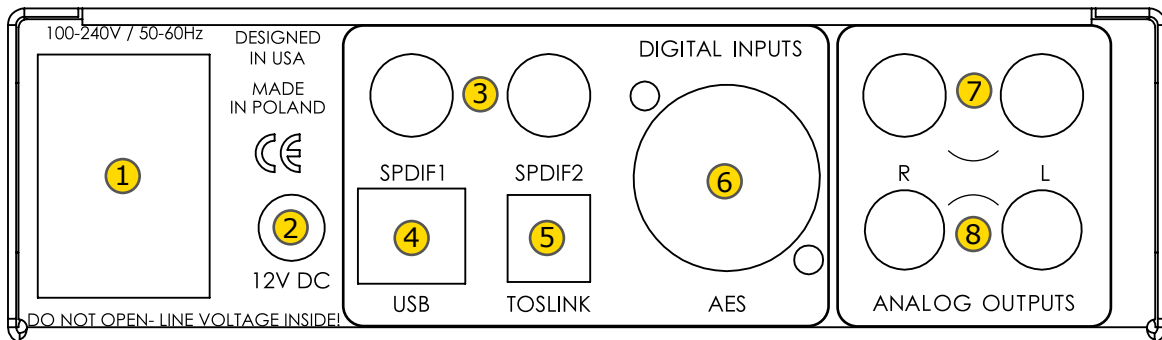 100-240V / 50-60Hz
DESIGNED
IN USA
MADE
IN POLAND
CE
1
2
12V DC
DO NOT OPEN- LINE VOLTAGE INSIDE!
DIGITAL INPUTS
3
SPDIF1
SPDIF2
4
5
6
USB
TOSLINK
AES
7
R
L
8
ANALOG OUTPUTS